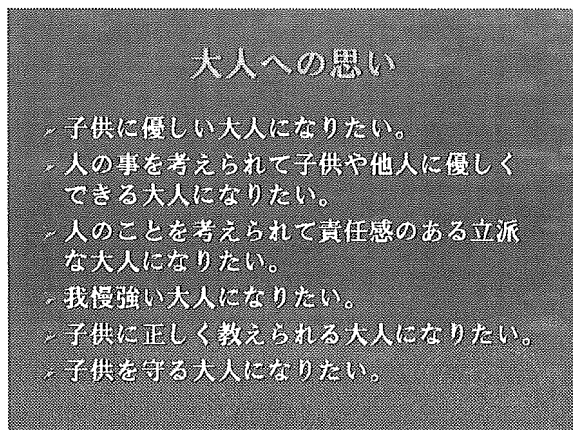 大人への思い
子供に優しい大人になりたい。
人の事を考えられて子供や他人に優しく
できる大人になりたい。
人のことを考えられて責任感のある立派
な大人になりたい。
我慢強い大人になりたい。
子供に正しく教えられる大人になりたい。
子供を守る大人になりたい。